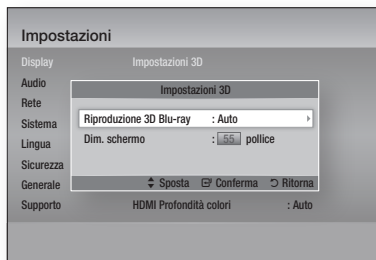 Impostazioni
Display Impostazioni 3D
Audio
Impostazioni 3D
Rete
Riproduzione 3D Blu-ray : Auto
Sistema
Dim. schermo : 55 pollice
Lingua
Sicurezza
Generale
Sposta Conferma Ritorna
Supporto HDMI Profondità colori : Auto